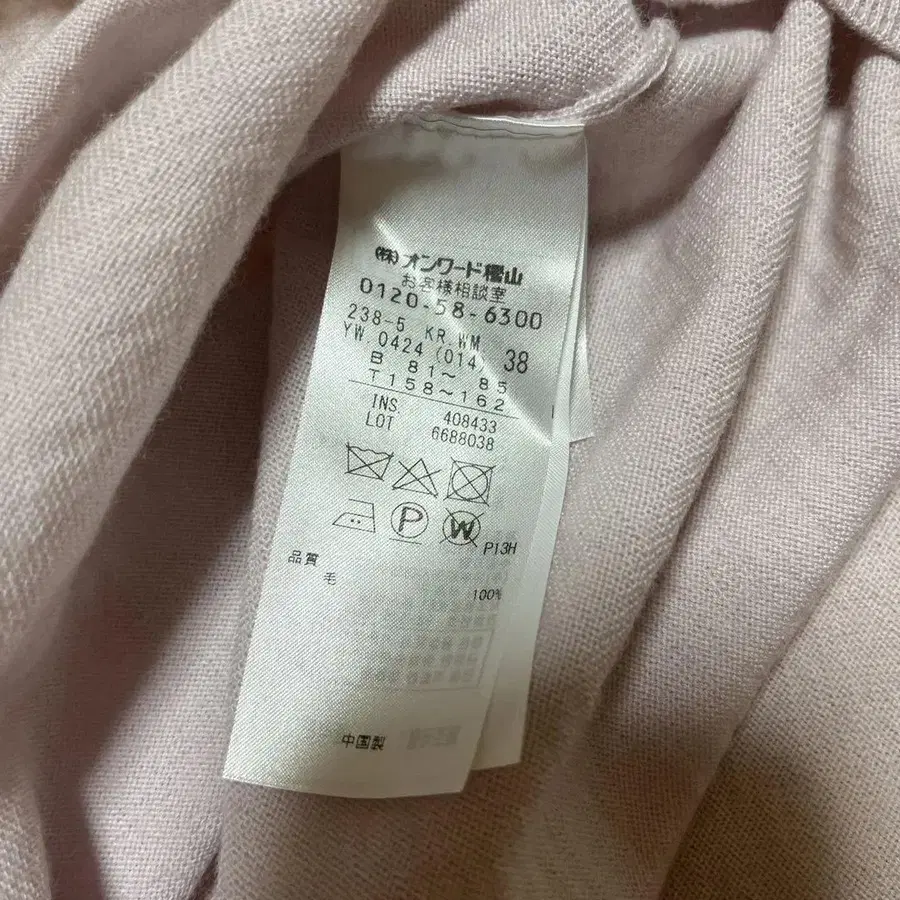 (株)オンワード樫山
お客様相談室
0120-58-6300
238-5 KR.WM 38
YW.0424(014)
B 81～ 85
T158～162
INS. 408433
LOT 6688038
P W P13H
品質
毛 100%
中国製